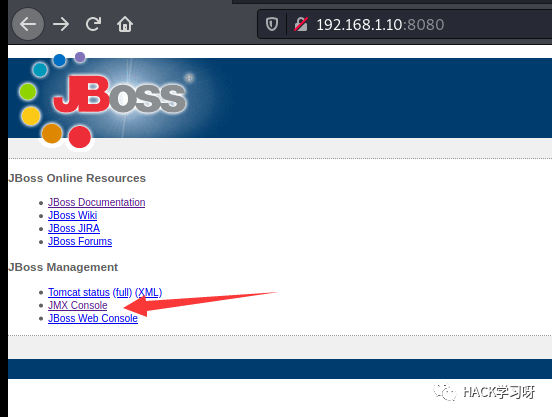 192.168.1.10:8080
JBoss®
JBoss Online Resources
JBoss Documentation
JBoss Wiki
JBoss JIRA
JBoss Forums
JBoss Management
Tomcat status (full) (XML)
JMX Console
JBoss Web Console
HACK学习呀